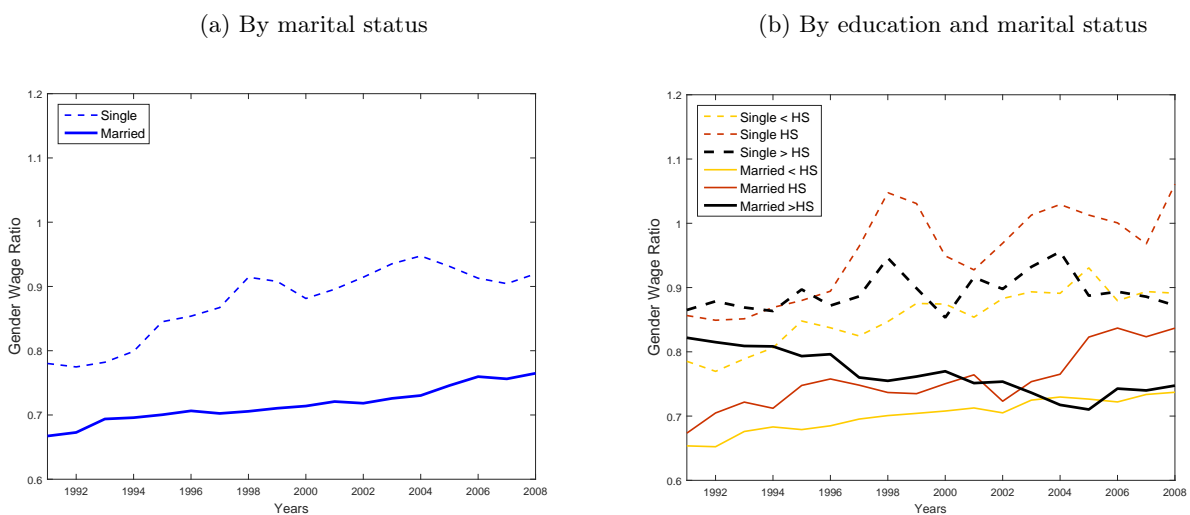 (a) By marital status
1.2
1.1
1
0.9
0.8
0.7
0.6
Gender Wage Ratio
Single
Married
1992 1994 1996 1998 2000 2002 2004 2006 2008
Years
(b) By education and marital status
1.2
1.1
1
0.9
0.8
0.7
0.6
Gender Wage Ratio
Single < HS
Single HS
Single > HS
Married < HS
Married HS
Married >HS
1992 1994 1996 1998 2000 2002 2004 2006 2008
Years